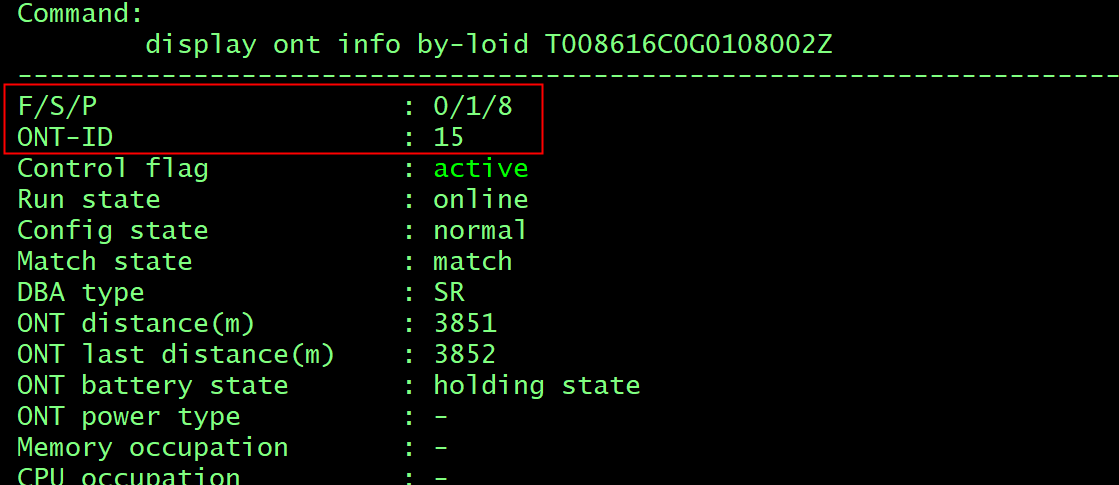 Command:
display ont info by-loid T008616C0G0108002Z
--------------------------------------------------------------------
F/S/P : 0/1/8
ONT-ID : 15
Control flag : active
Run state : online
Config state : normal
Match state : match
DBA type : SR
ONT distance(m) : 3851
ONT last distance(m) : 3852
ONT battery state : holding state
ONT power type : -
Memory occupation : -
CPU occupation : -